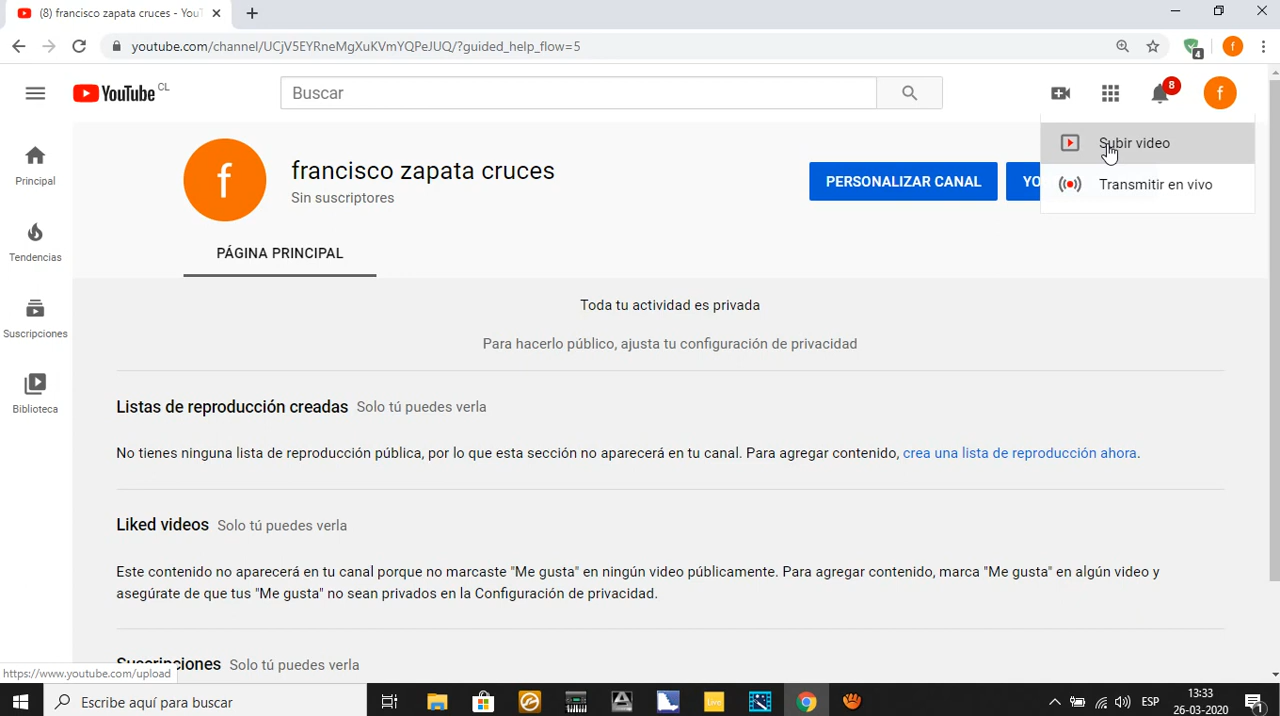 (8) francisco zapata cruces - YouT
youtube.com/channel/UCjV5EYRneMgXuKVmYQPeJUQ/?guided_help_flow=5
4
f
YouTube CL
Buscar
8
f
Subir video
Transmitir en vivo
Principal
Tendencias
Suscripciones
Biblioteca
f
francisco zapata cruces
Sin suscriptores
PERSONALIZAR CANAL
YO
PÁGINA PRINCIPAL
Toda tu actividad es privada
Para hacerlo público, ajusta tu configuración de privacidad
Listas de reproducción creadas Solo tú puedes verla
No tienes ninguna lista de reproducción pública, por lo que esta sección no aparecerá en tu canal. Para agregar contenido, crea una lista de reproducción ahora.
Liked videos Solo tú puedes verla
Este contenido no aparecerá en tu canal porque no marcaste "Me gusta" en ningún video públicamente. Para agregar contenido, marca "Me gusta" en algún video y
asegúrate de que tus "Me gusta" no sean privados en la Configuración de privacidad.
Suscripciones Solo tú puedes verla
https://www.youtube.com/upload
Escribe aquí para buscar
Live
ESP
13:33
26-03-2020
1